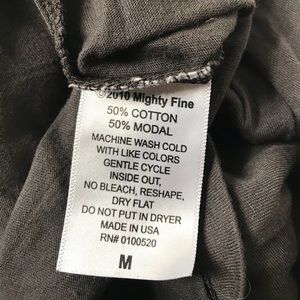 ©2010 Mighty Fine
50% COTTON
50% MODAL
MACHINE WASH COLD
WITH LIKE COLORS
GENTLE CYCLE
INSIDE OUT,
NO BLEACH, RESHAPE,
DRY FLAT
DO NOT PUT IN DRYER
MADE IN USA
RN# 0100520
M